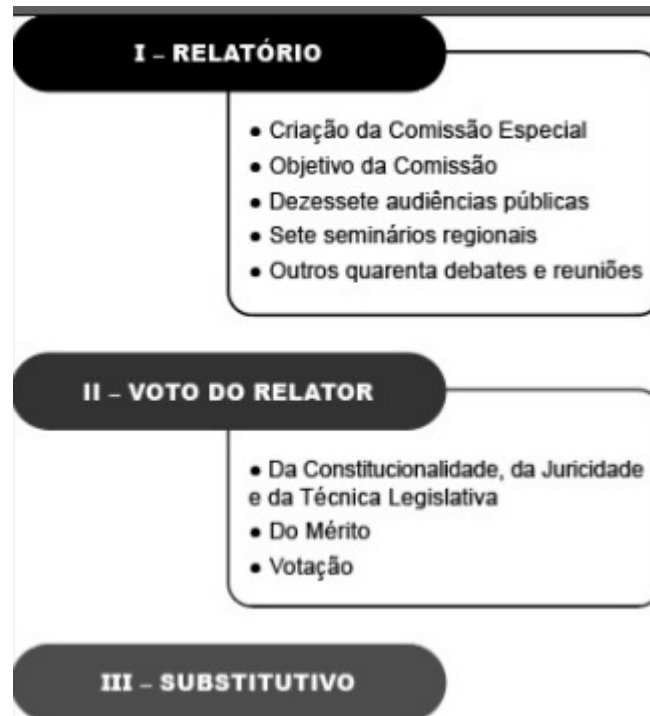 I – RELATÓRIO
● Criação da Comissão Especial
● Objetivo da Comissão
● Dezessete audiências públicas
● Sete seminários regionais
● Outros quarenta debates e reuniões
II – VOTO DO RELATOR
● Da Constitucionalidade, da Juricidade
e da Técnica Legislativa
● Do Mérito
● Votação
III – SUBSTITUTIVO